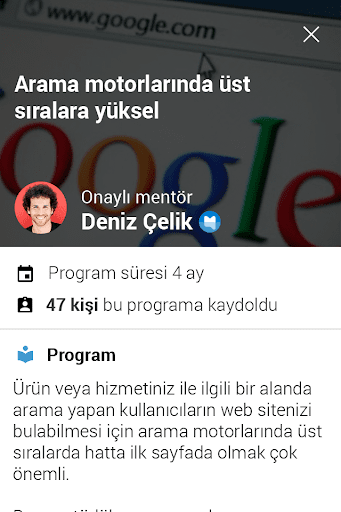 www.google.com
Arama motorlarında üst
sıralara yüksel
Google
Onaylı mentör
Deniz Çelik
Program süresi 4 ay
47 kişi bu programa kaydoldu
Program
Ürün veya hizmetiniz ile ilgili bir alanda
arama yapan kullanıcıların web sitenizi
bulabilmesi için arama motorlarında üst
sıralarda hatta ilk sayfada olmak çok
önemli.